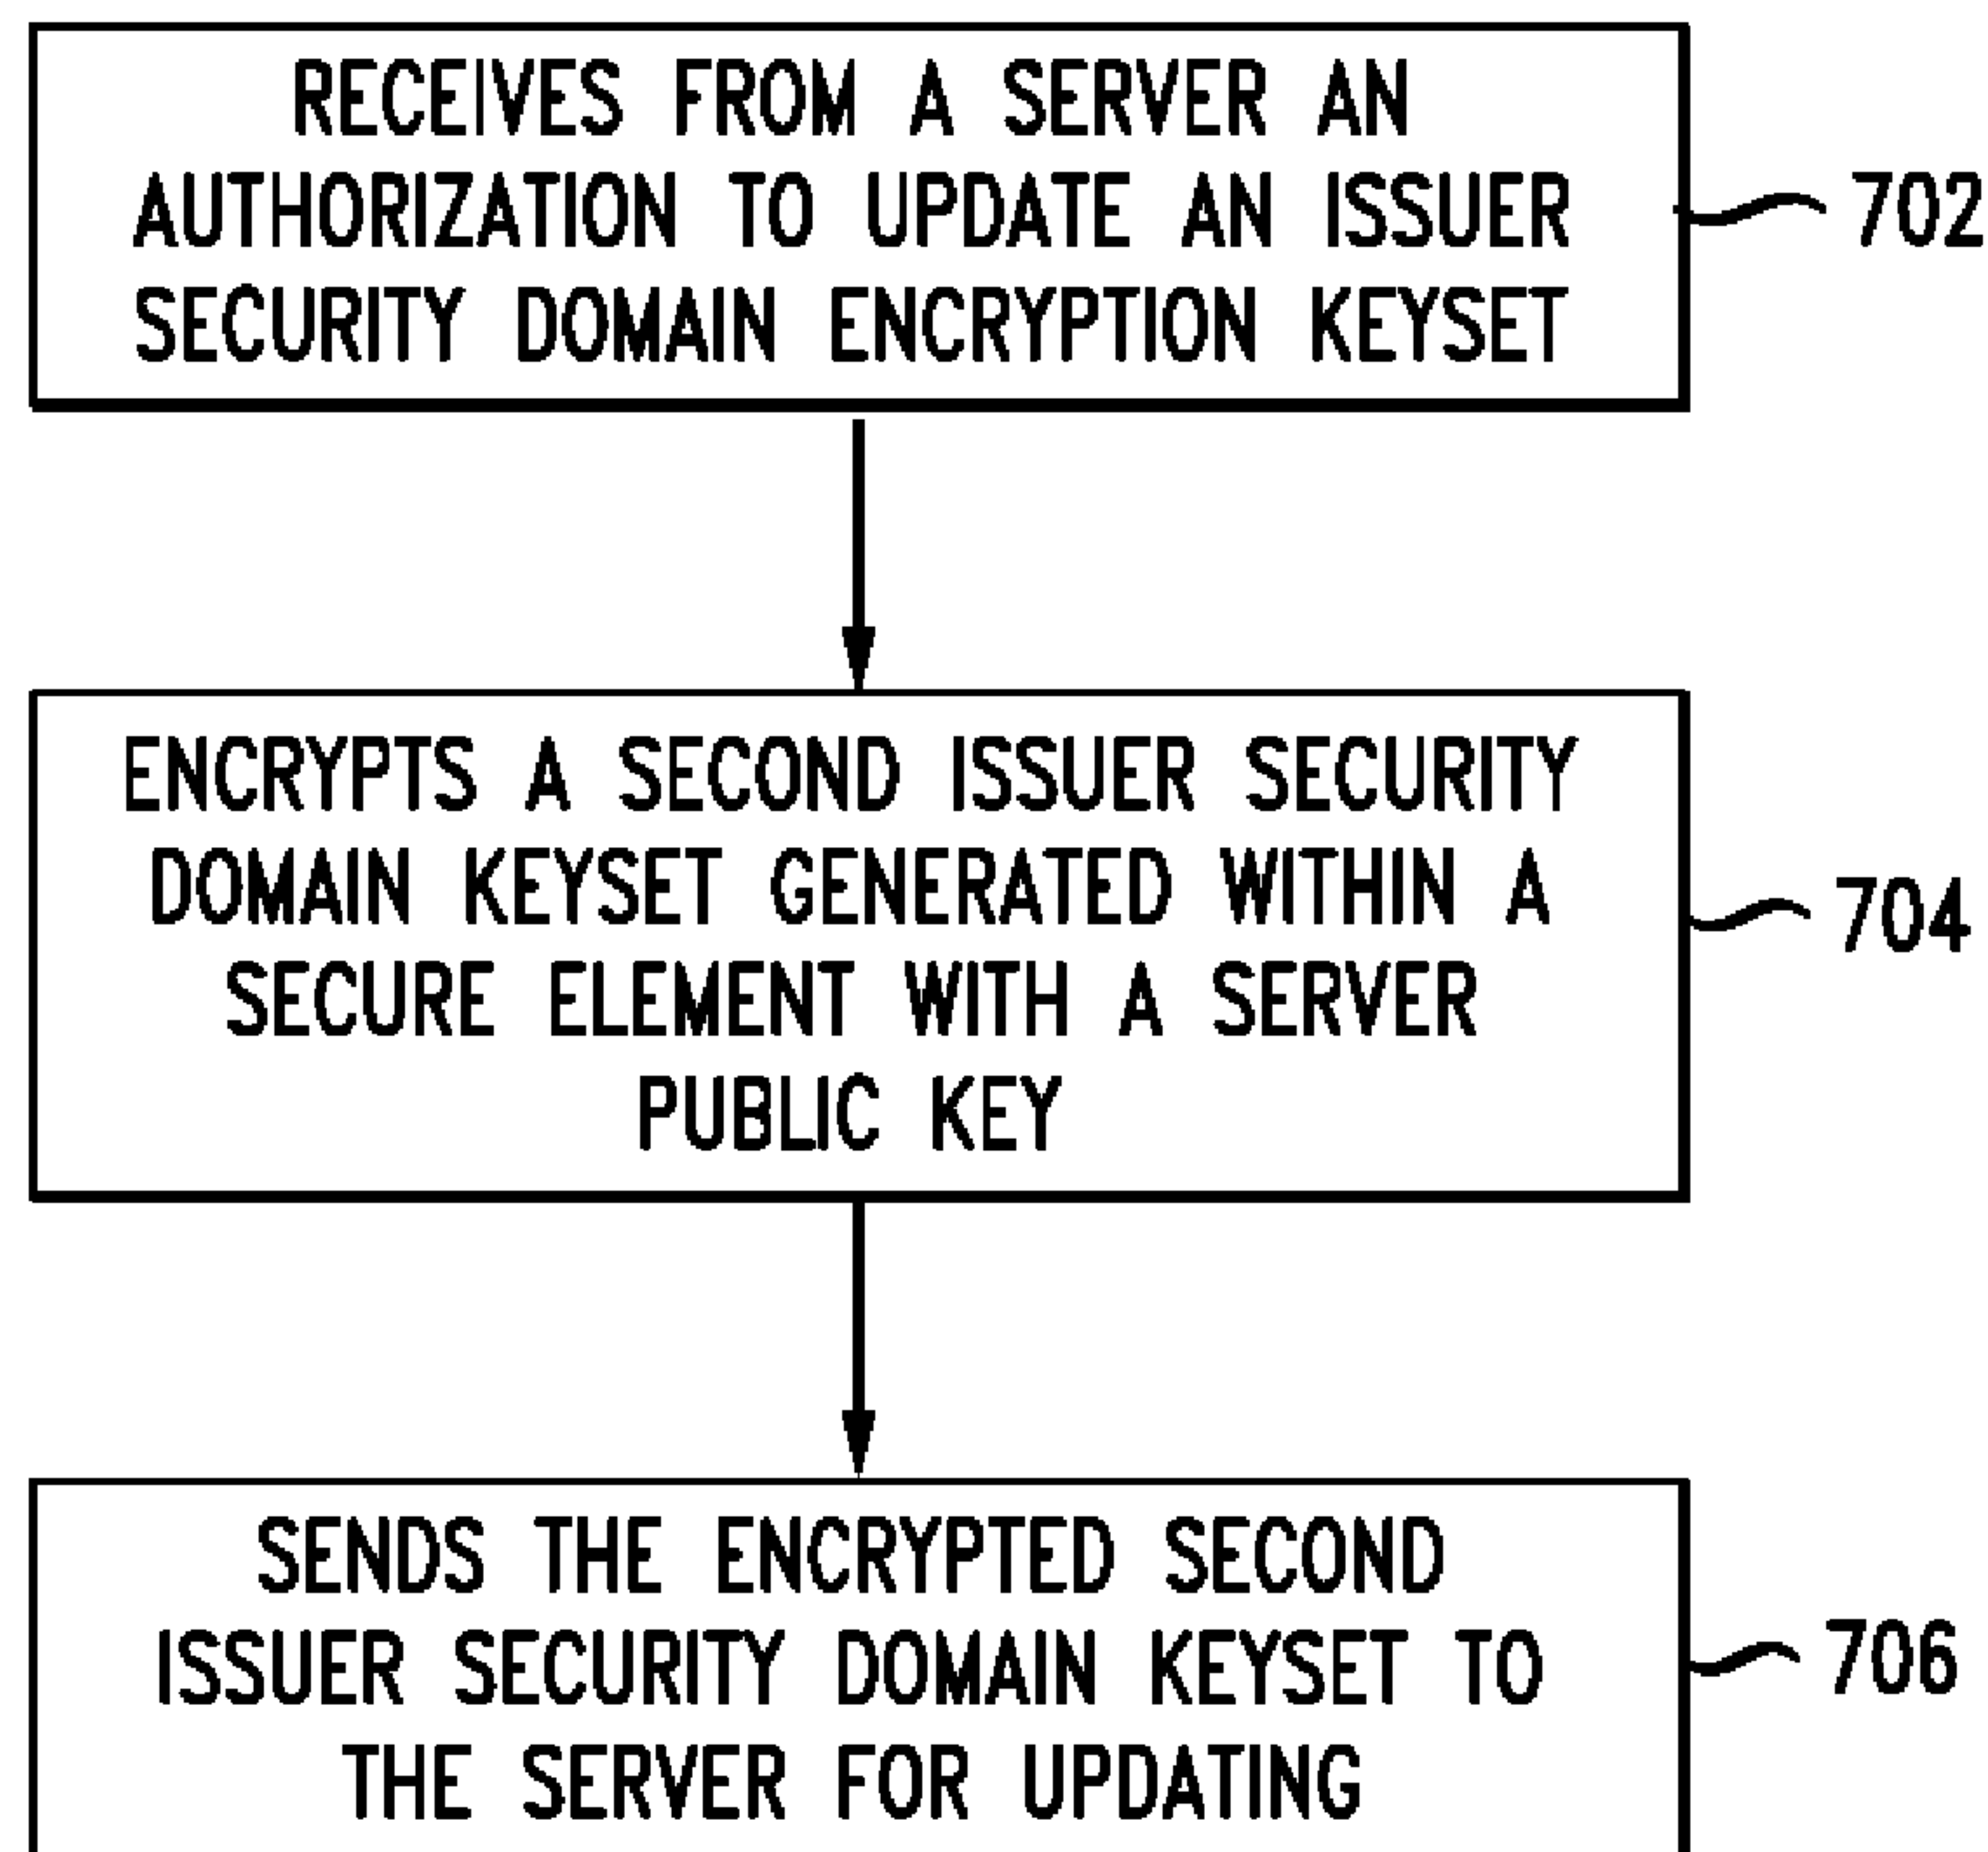 RECEIVES FROM A SERVER AN
AUTHORIZATION TO UPDATE AN ISSUER
SECURITY DOMAIN ENCRYPTION KEYSET
702
ENCRYPTS A SECOND ISSUER SECURITY
DOMAIN KEYSET GENERATED WITHIN A
SECURE ELEMENT WITH A SERVER
PUBLIC KEY
704
SENDS THE ENCRYPTED SECOND
ISSUER SECURITY DOMAIN KEYSET TO
THE SERVER FOR UPDATING
706